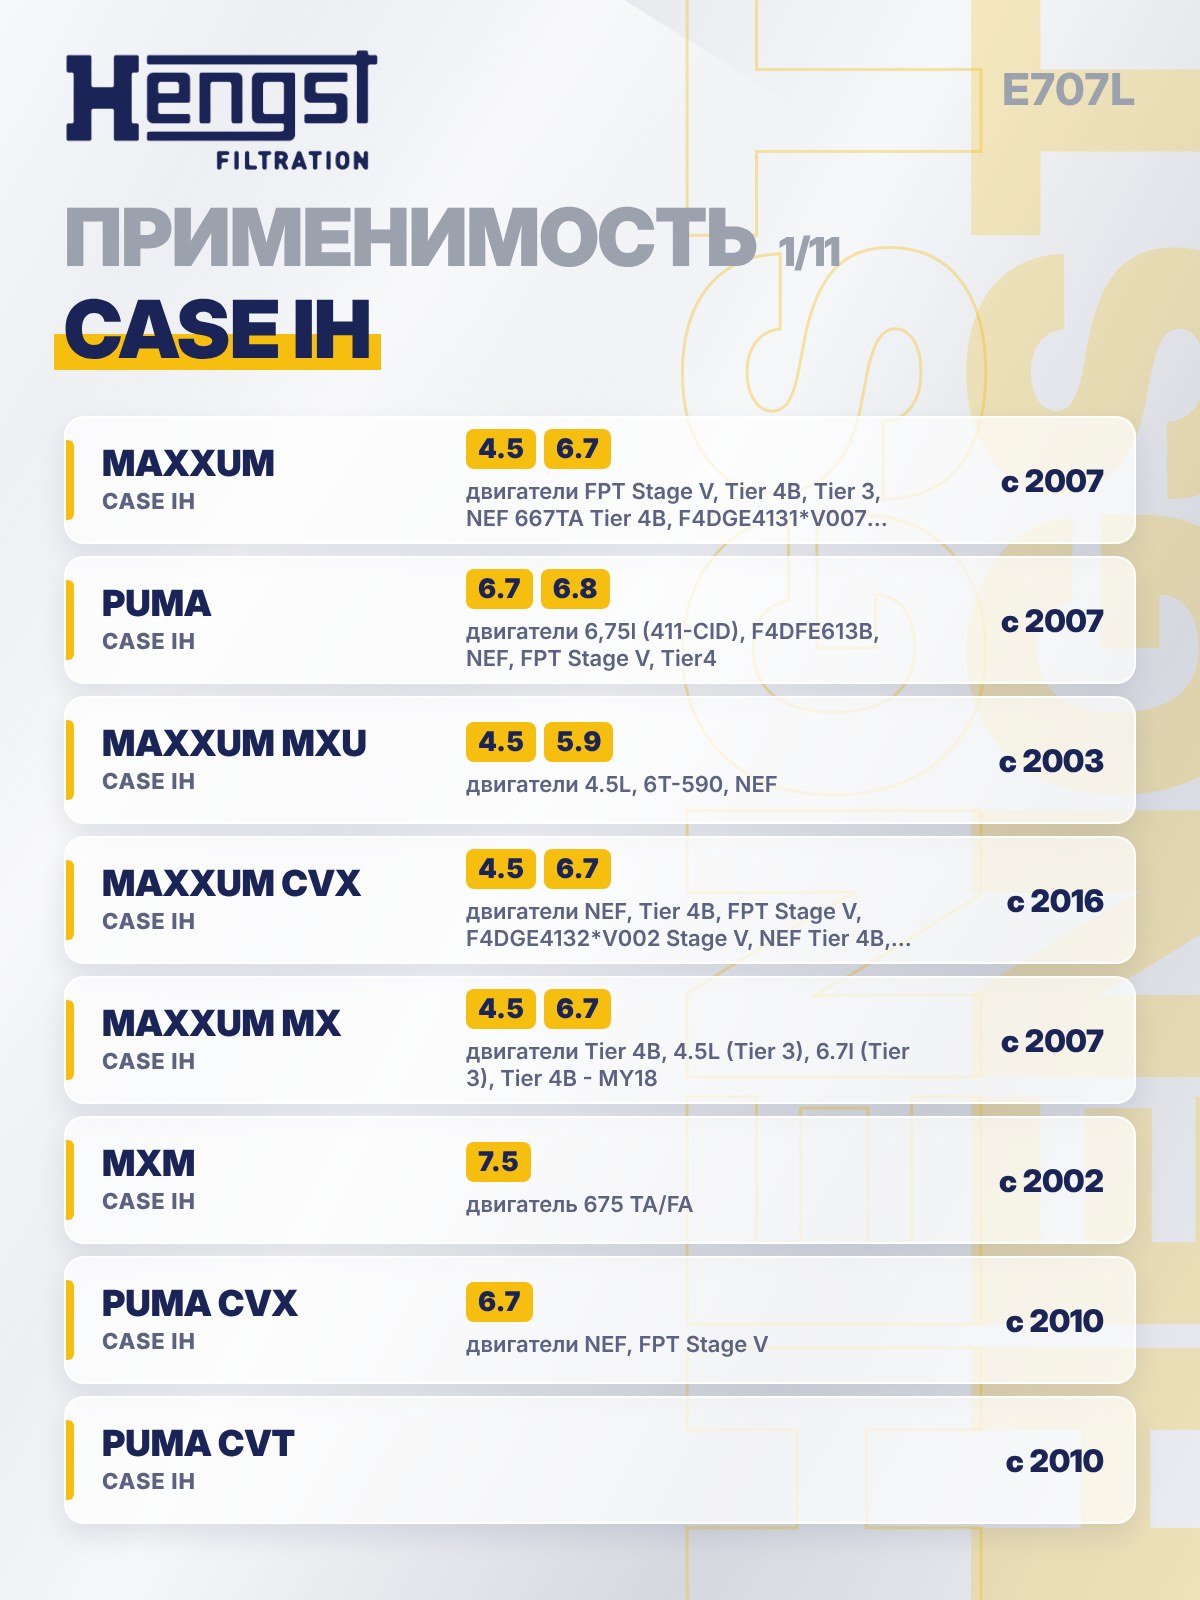 Hengst
FILTRATION
E707L
ПРИМЕНИМОСТЬ 1/11
CASE IH
MAXXUM
CASE IH
4.5 6.7
двигатели FPT Stage V, Tier 4B, Tier 3,
NEF 667TA Tier 4B, F4DGE4131*V007...
с 2007
PUMA
CASE IH
6.7 6.8
двигатели 6,75l (411-CID), F4DFE613B,
NEF, FPT Stage V, Tier4
с 2007
MAXXUM MXU
CASE IH
4.5 5.9
двигатели 4.5L, 6T-590, NEF
с 2003
MAXXUM CVX
CASE IH
4.5 6.7
двигатели NEF, Tier 4B, FPT Stage V,
F4DGE4132*V002 Stage V, NEF Tier 4B,...
с 2016
MAXXUM MX
CASE IH
4.5 6.7
двигатели Tier 4B, 4.5L (Tier 3), 6.7l (Tier
3), Tier 4B - MY18
с 2007
MXM
CASE IH
7.5
двигатель 675 TA/FA
с 2002
PUMA CVX
CASE IH
6.7
двигатели NEF, FPT Stage V
с 2010
PUMA CVT
CASE IH
с 2010
HENGST
HENGST